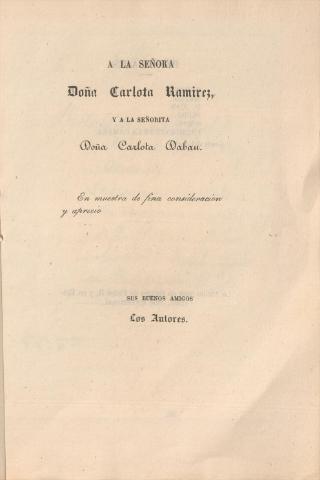 A LA SEÑORA
Doña Carlota Ramirez,
Y A LA SEÑORITA
Doña Carlota Dabau.
En muestra de fina consideracion
y aprecio
SUS BUENOS AMIGOS
Los Autores.